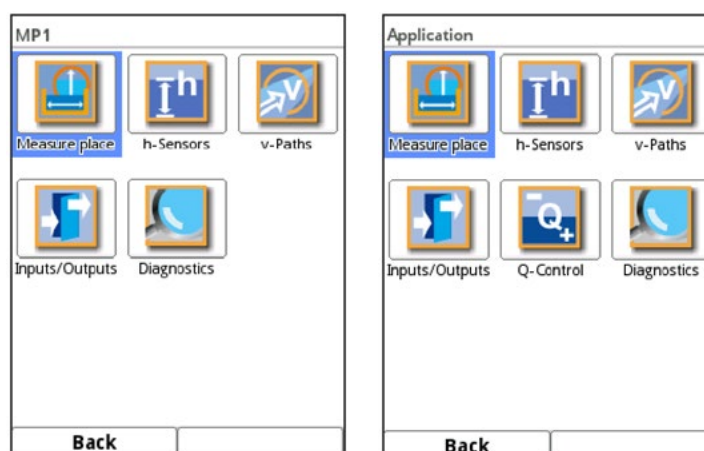 MP1
Measure place h-Sensors v-Paths
Inputs/Outputs Diagnostics
Back
Application
Measure place h-Sensors v-Paths
Inputs/Outputs Q-Control Diagnostics
Back